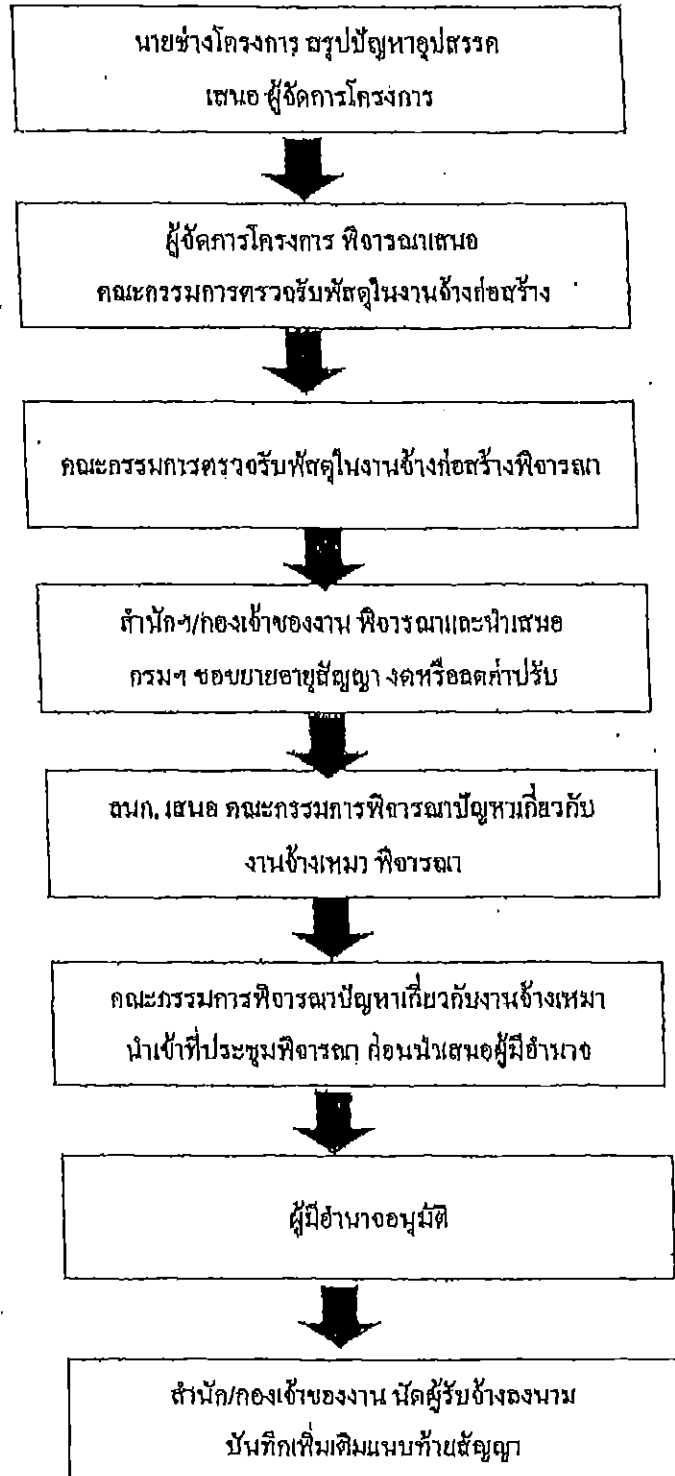 นายช่างโครงการ สรุปปัญหาอุปสรรค
เสนอ ผู้จัดการโครงการ
ผู้จัดการโครงการ พิจารณาเสนอ
คณะกรรมการตรวจรับพัสดุในงานจ้างก่อสร้าง
คณะกรรมการตรวจรับพัสดุในงานจ้างก่อสร้างพิจารณา
สำนักฯ/กองเจ้าของงาน พิจารณาและนำเสนอ
กรมฯ ขอขยายอายุสัญญา งดหรือลดค่าปรับ
สมก. เสนอ คณะกรรมการพิจารณาปัญหาเกี่ยวกับ
งานจ้างเหมา พิจารณา
คณะกรรมการพิจารณาปัญหาเกี่ยวกับงานจ้างเหมา
นำเข้าที่ประชุมพิจารณา ก่อนนำเสนอผู้มีอำนาจ
ผู้มีอำนาจอนุมัติ
สำนัก/กองเจ้าของงาน นัดผู้รับจ้างลงนาม
บันทึกเพิ่มเติมแนบท้ายสัญญา